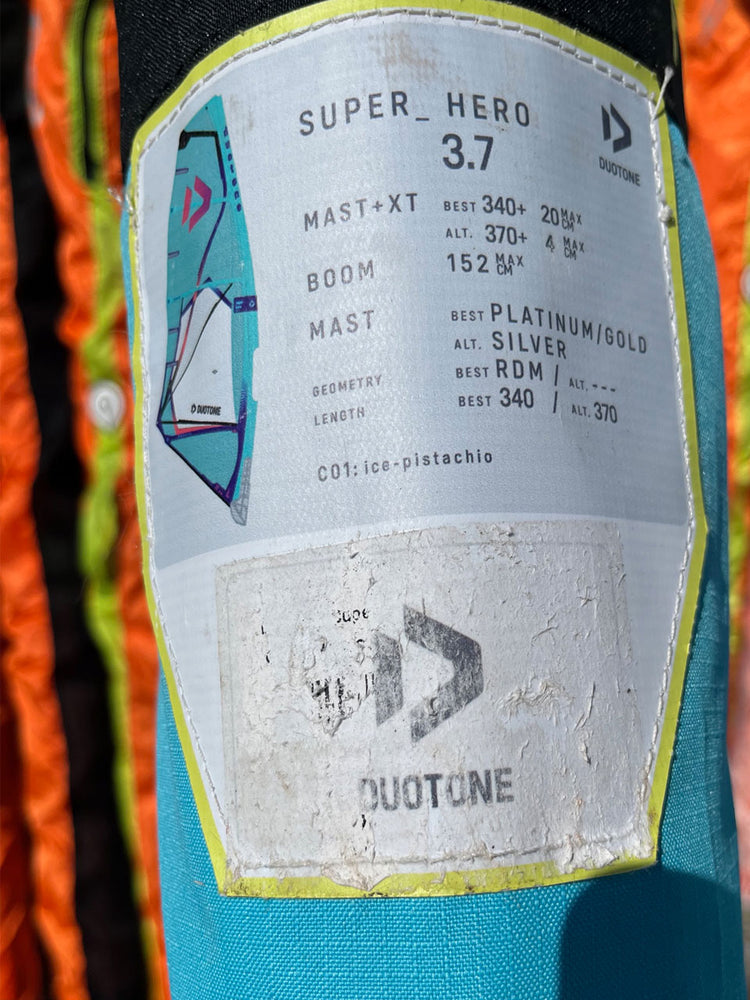 SUPER_ HERO
3.7
DUOTONE
MAST+XT BEST 340+ 20 MAX CM
ALT. 370+ 4 MAX CM
BOOM 152 MAX CM
MAST BEST PLATINUM/GOLD
ALT. SILVER
GEOMETRY BEST RDM / ALT. ---
LENGTH BEST 340 / ALT. 370
C01: ice-pistachio
DUOTONE
DUOTONE